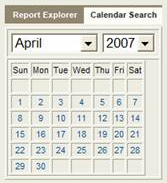 Report Explorer Calendar Search
April 2007
Sun Mon Tue Wed Thu Fri Sat
1 2 3 4 5 6 7
8 9 10 11 12 13 14
15 16 17 18 19 20 21
22 23 24 25 26 27 28
29 30